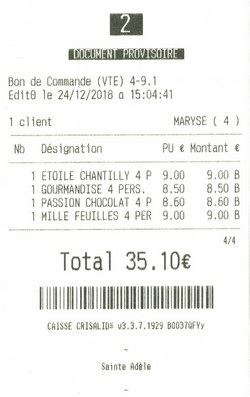 2
DOCUMENT PROVISOIRE
Bon de Commande (VTE) 4-9.1
Edité le 24/12/2018 à 15:04:41
1 client MARYSE ( 4 )
Nb Désignation PU € Montant €
1 ETOILE CHANTILLY 4 P 9.00 9.00 B
1 GOURMANDISE 4 PERS. 8.50 8.50 B
1 PASSION CHOCOLAT 4 P 8.60 8.60 B
1 MILLE FEUILLES 4 PER 9.00 9.00 B
4/4
Total 35.10€
CAISSE CRISALID® v3.3.7.1929 B0037QFYy
-
Sainte Adèle
-